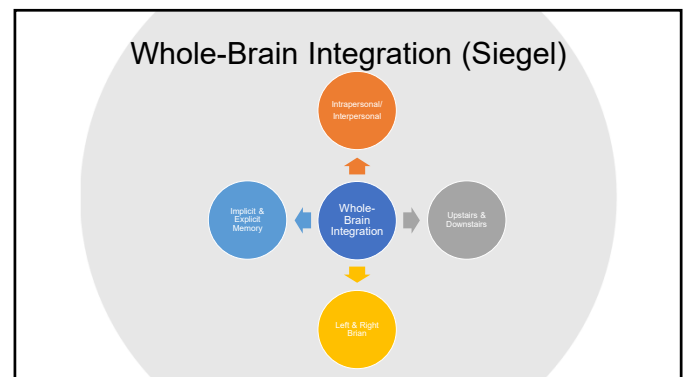 Whole-Brain Integration (Siegel)
Intrapersonal/
Interpersonal
Implicit &
Explicit
Memory
Whole-
Brain
Integration
Upstairs &
Downstairs
Left & Right
Brian